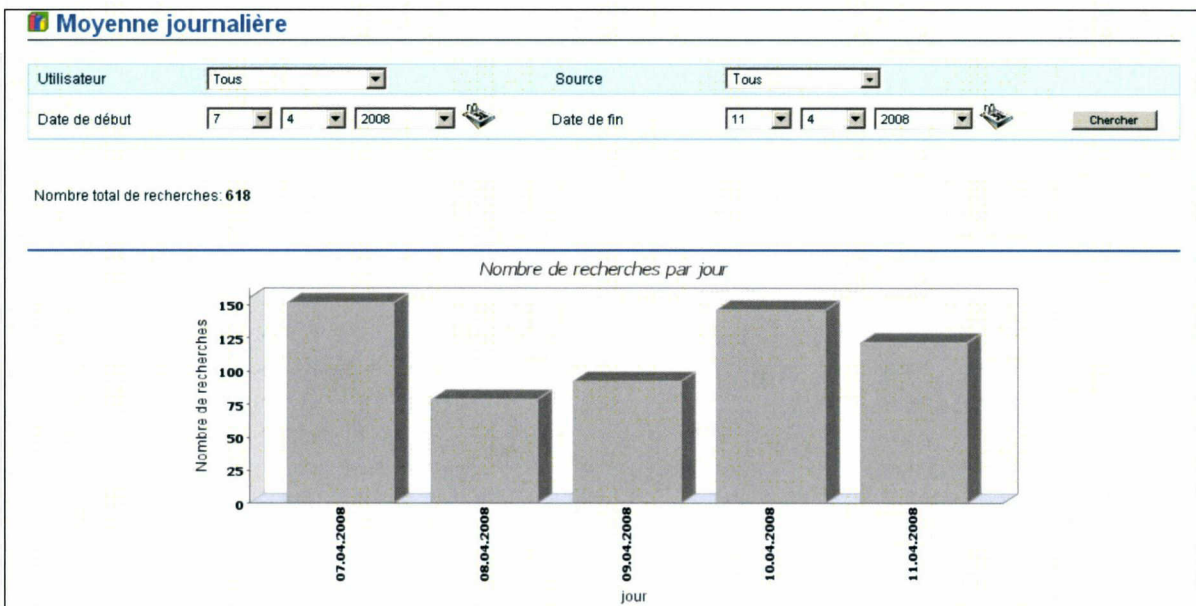 Moyenne journalière
Utilisateur Tous Source Tous
Date de début 7 4 2008 Date de fin 11 4 2008 Chercher
Nombre total de recherches: 618
Nombre de recherches par jour
Nombre de recherches
150
125
100
75
50
25
0
07.04.2008
08.04.2008
09.04.2008
10.04.2008
11.04.2008
jour